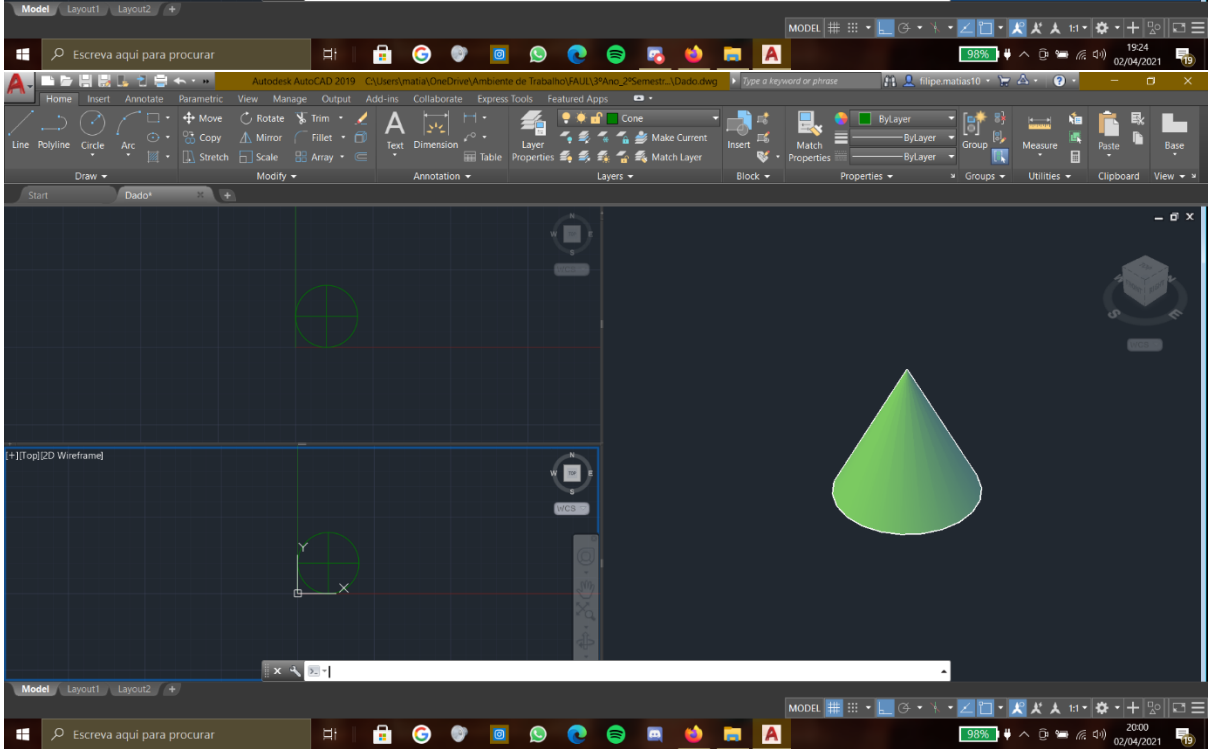 Model Layout1 Layout2 +
MODEL 1:1
Escreva aqui para procurar
98%
19:24
02/04/2021
19
Autodesk AutoCAD 2019 C:\Users\matia\OneDrive\Ambiente de Trabalho\FAUL\3ºAno_2ºSemestr...\Dado.dwg Type a keyword or phrase filipe.matias10
Home Insert Annotate Parametric View Manage Output Add-ins Collaborate Express Tools Featured Apps
Line Polyline Circle Arc
Move Rotate Trim
Copy Mirror Fillet
Stretch Scale Array
Text Dimension Table
Layer Properties
Cone
Make Current
Match Layer
Insert
Match Properties
ByLayer
ByLayer
ByLayer
Group Measure Paste Base
Draw Modify Annotation Layers Block Properties Groups Utilities Clipboard View
Start Dado* +
N
W E
S
[+][Top][2D Wireframe]
N
W TOP E
S
WCS
Y
X
S
E
WCS
Model Layout1 Layout2 +
MODEL 1:1
Escreva aqui para procurar
98%
20:00
02/04/2021
19